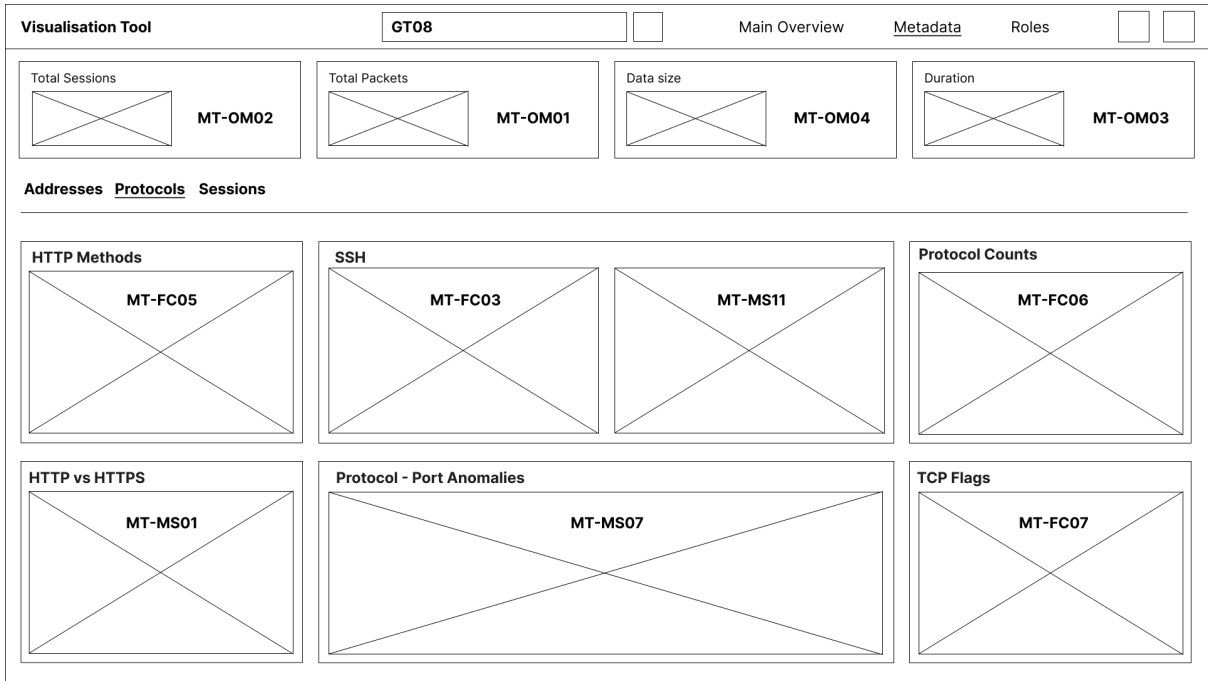 Visualisation Tool
GT08
Main Overview
Metadata
Roles
Total Sessions
MT-OM02
Total Packets
MT-OM01
Data size
MT-OM04
Duration
MT-OM03
Addresses Protocols Sessions
HTTP Methods
MT-FC05
SSH
MT-FC03
MT-MS11
Protocol Counts
MT-FC06
HTTP vs HTTPS
MT-MS01
Protocol - Port Anomalies
MT-MS07
TCP Flags
MT-FC07